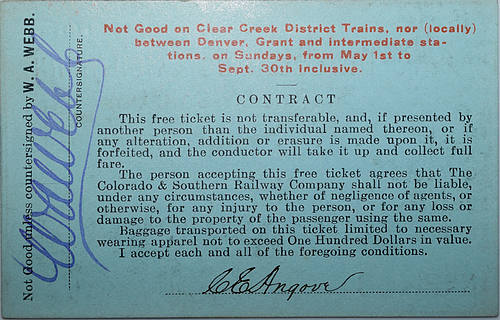 Not Good unless countersigned by W. A. WEBB.
WAWebb
COUNTERSIGNATURE.
Not Good on Clear Creek District Trains, nor (locally)
between Denver, Grant and intermediate sta-
tions, on Sundays, from May 1st to
Sept. 30th inclusive.
CONTRACT
This free ticket is not transferable, and, if presented by
another person than the individual named thereon, or if
any alteration, addition or erasure is made upon it, it is
forfeited, and the conductor will take it up and collect full
fare.
The person accepting this free ticket agrees that The
Colorado & Southern Railway Company shall not be liable,
under any circumstances, whether of negligence of agents, or
otherwise, for any injury to the person, or for any loss or
damage to the property of the passenger using the same.
Baggage transported on this ticket limited to necessary
wearing apparel not to exceed One Hundred Dollars in value.
I accept each and all of the foregoing conditions.
C E Angove